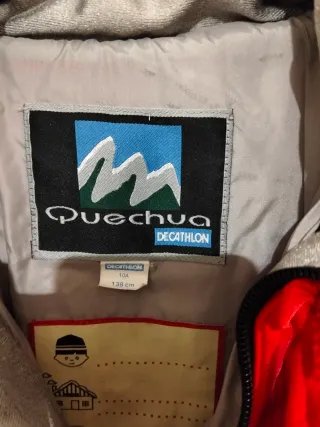 Quechua
DECATHLON
DECATHLON
10A
138 cm